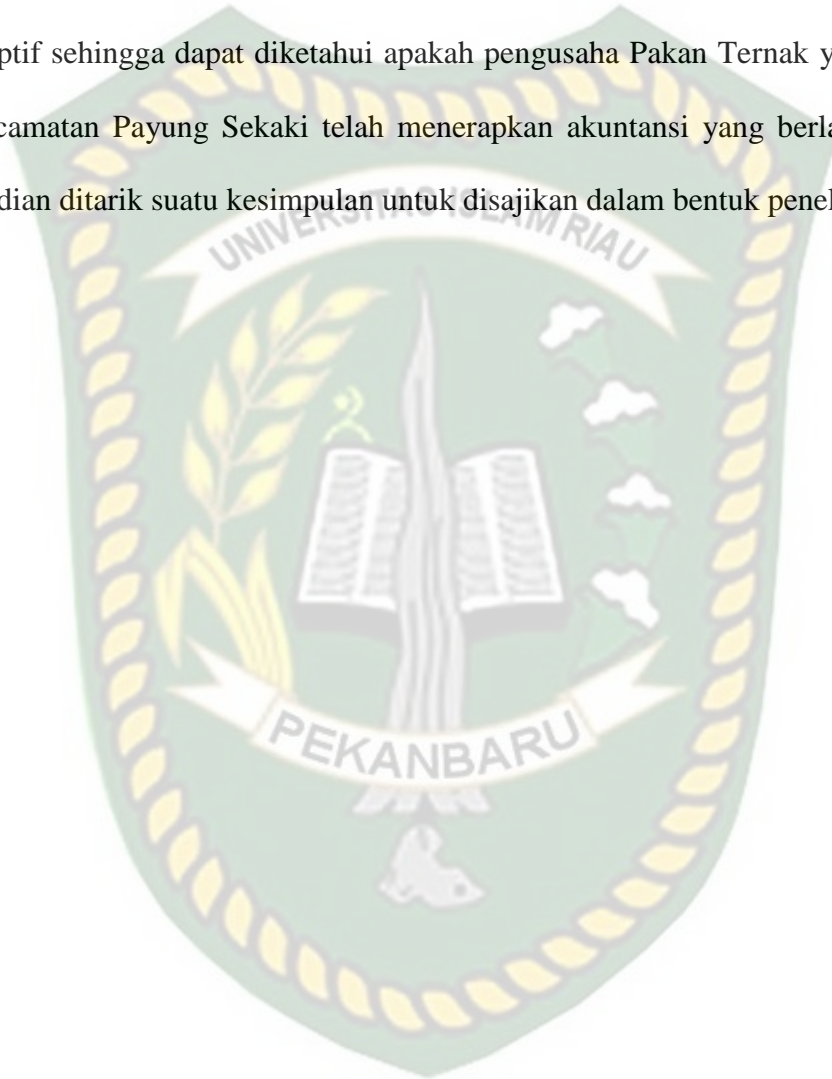 ptif sehingga dapat diketahui apakah pengusaha Pakan Ternak y
camatan Payung Sekaki telah menerapkan akuntansi yang berla
dian ditarik suatu kesimpulan untuk disajikan dalam bentuk penel
UNIVERSITAS ISLAM RIAU
PEKANBARU